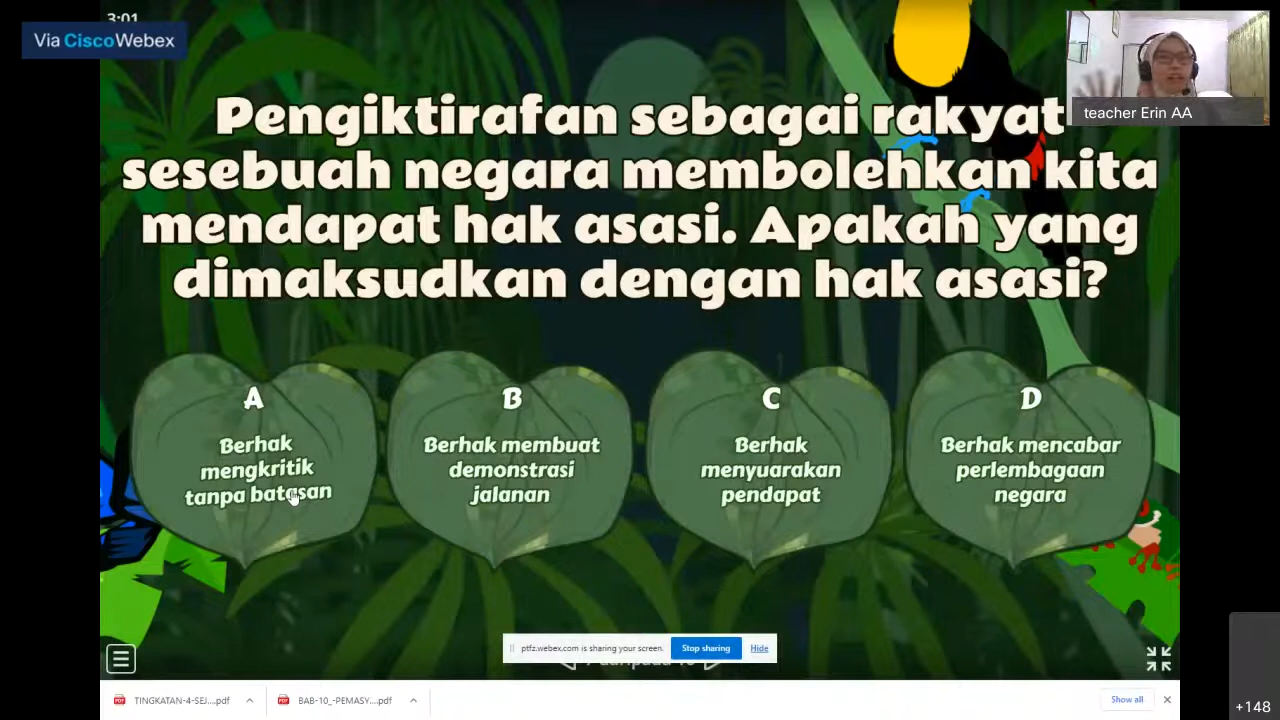 3:01
Via CiscoWebex
teacher Erin AA
Pengiktirafan sebagai rakyat
sesebuah negara membolehkan kita
mendapat hak asasi. Apakah yang
dimaksudkan dengan hak asasi?
A
Berhak
mengkritik
tanpa batasan
B
Berhak membuat
demonstrasi
jalanan
C
Berhak
menyuarakan
pendapat
D
Berhak mencabar
perlembagaan
negara
ptfz.webex.com is sharing your screen.
Stop sharing
Hide
TINGKATAN-4-SEJ....pdf
BAB-10_-PEMASY....pdf
Show all
+148